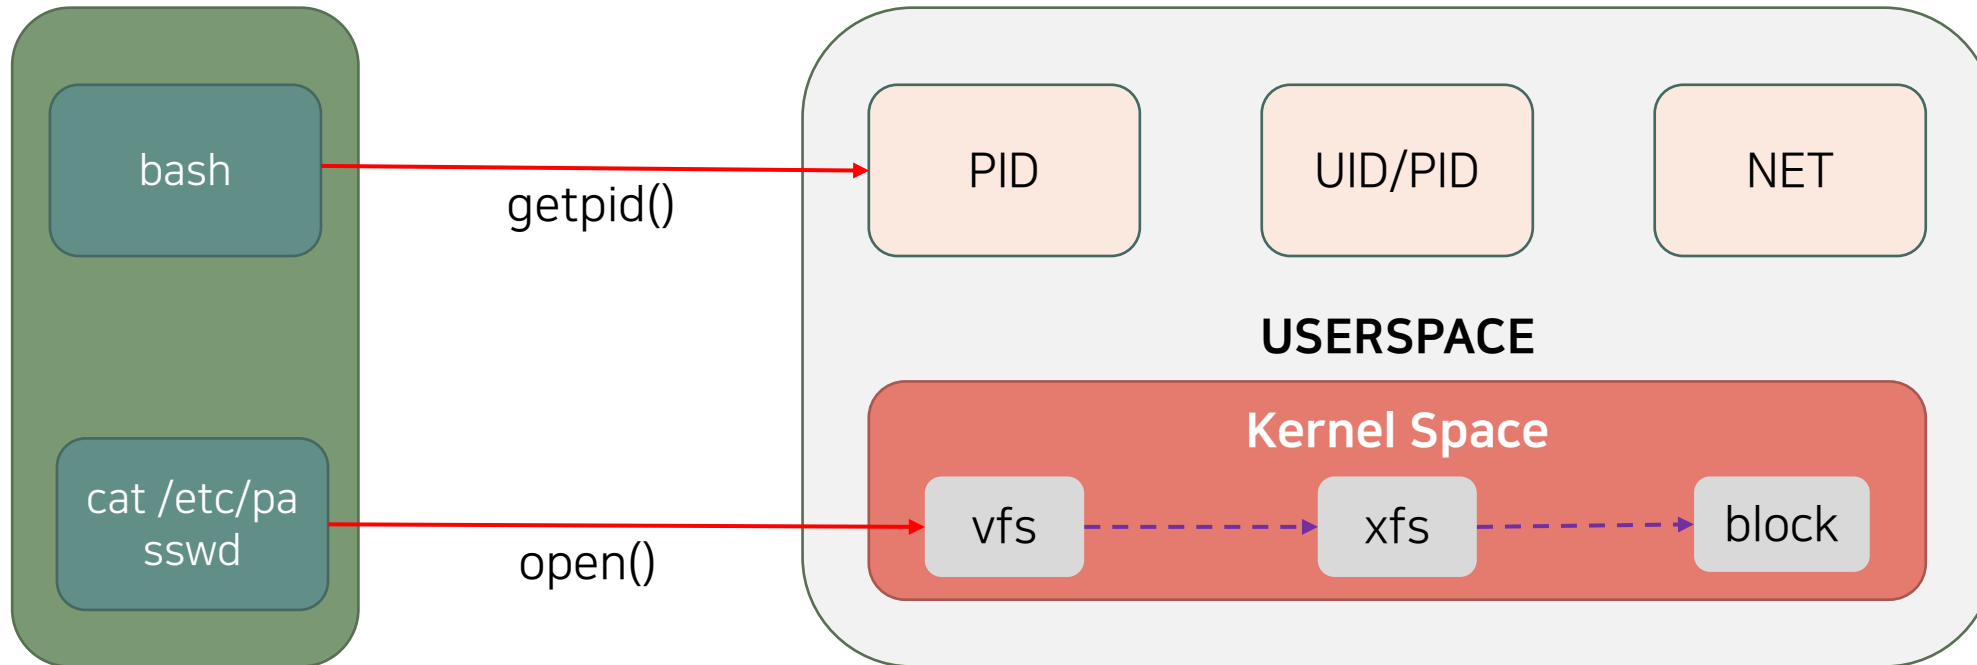 bash
getpid()
PID
UID/PID
NET
USERSPACE
Kernel Space
cat /etc/pa
sswd
open()
vfs
xfs
block